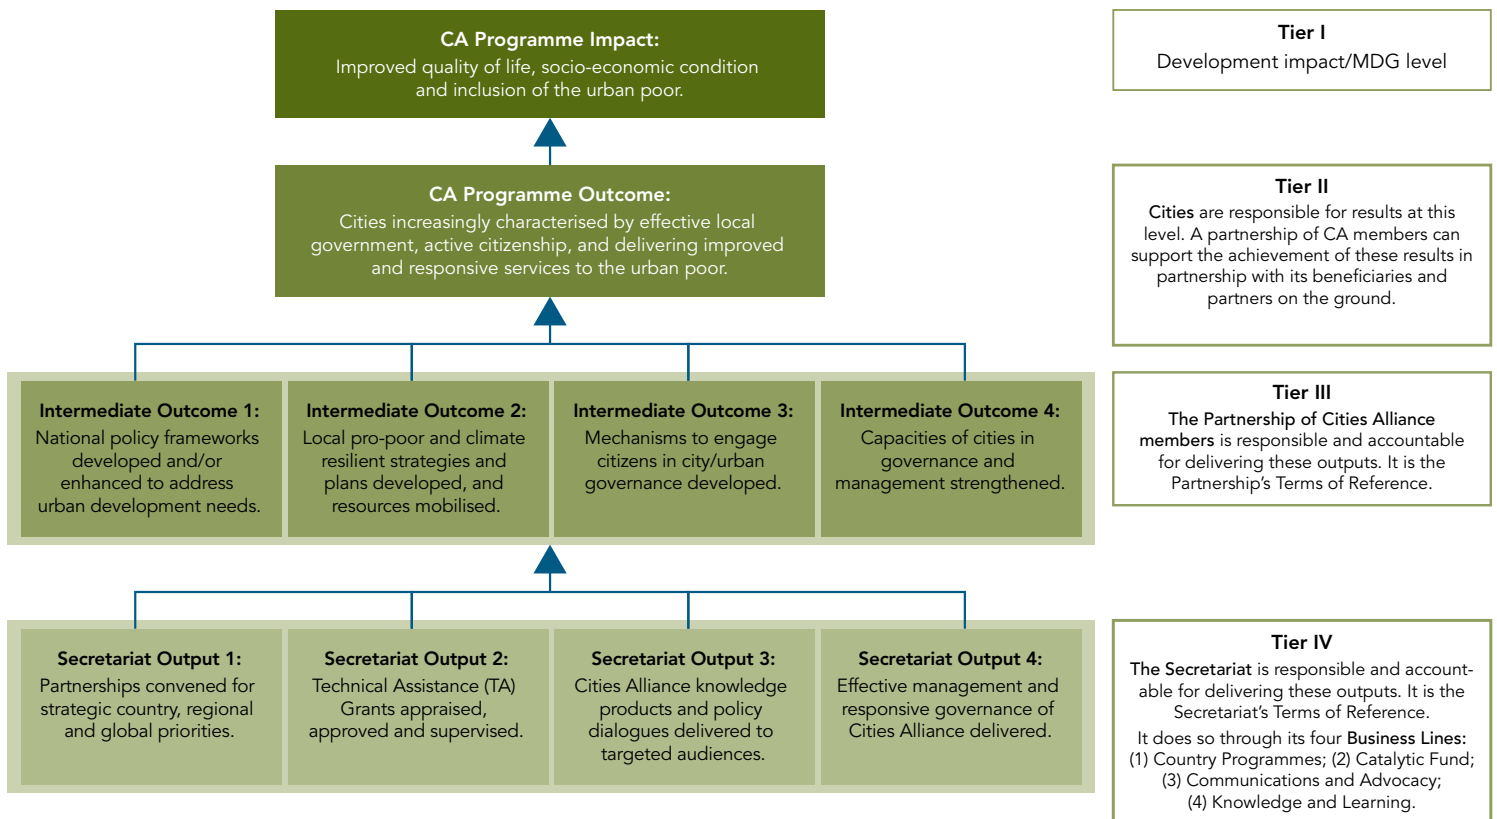 CA Programme Impact:
Improved quality of life, socio-economic condition
and inclusion of the urban poor.
Tier I
Development impact/MDG level
CA Programme Outcome:
Cities increasingly characterised by effective local
government, active citizenship, and delivering improved
and responsive services to the urban poor.
Tier II
Cities are responsible for results at this
level. A partnership of CA members can
support the achievement of these results in
partnership with its beneficiaries and
partners on the ground.
Intermediate Outcome 1:
National policy frameworks
developed and/or
enhanced to address
urban development needs.
Intermediate Outcome 2:
Local pro-poor and climate
resilient strategies and
plans developed, and
resources mobilised.
Intermediate Outcome 3:
Mechanisms to engage
citizens in city/urban
governance developed.
Intermediate Outcome 4:
Capacities of cities in
governance and
management strengthened.
Tier III
The Partnership of Cities Alliance
members is responsible and accountable
for delivering these outputs. It is the
Partnership’s Terms of Reference.
Secretariat Output 1:
Partnerships convened for
strategic country, regional
and global priorities.
Secretariat Output 2:
Technical Assistance (TA)
Grants appraised,
approved and supervised.
Secretariat Output 3:
Cities Alliance knowledge
products and policy
dialogues delivered to
targeted audiences.
Secretariat Output 4:
Effective management and
responsive governance of
Cities Alliance delivered.
Tier IV
The Secretariat is responsible and account-
able for delivering these outputs. It is the
Secretariat’s Terms of Reference.
It does so through its four Business Lines:
(1) Country Programmes; (2) Catalytic Fund;
(3) Communications and Advocacy;
(4) Knowledge and Learning.